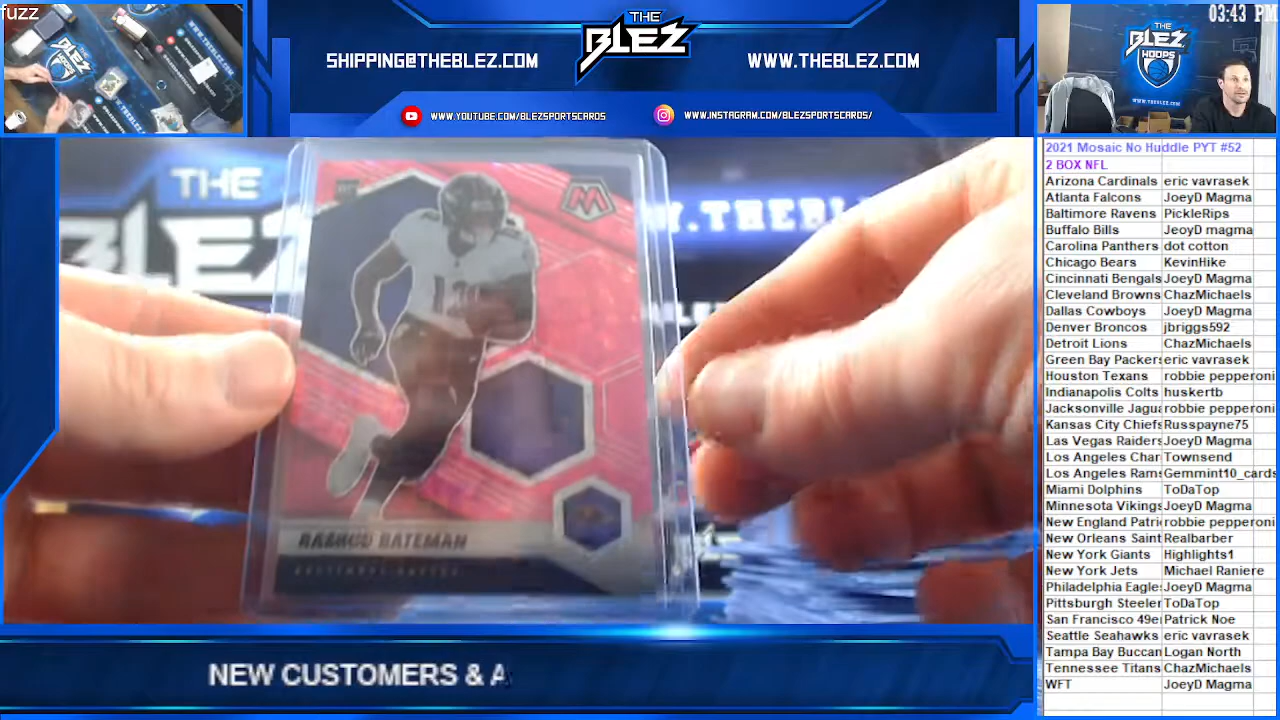 fuzz
03:43 PM
THE
BLEZ
SHIPPING@THEBLEZ.COM
WWW.THEBLEZ.COM
WWW.YOUTUBE.COM/BLEZSPORTSCARDS
WWW.INSTAGRAM.COM/BLEZSPORTSCARDS/
THE
BLEZ
HOOPS
WWW.THEBLEZ.COM
THE
RASHOD BATEMAN
2021 Mosaic No Huddle PYT #52
2 BOX NFL
Arizona Cardinals eric vavrasek
Atlanta Falcons JoeyD Magma
Baltimore Ravens PickleRips
Buffalo Bills JeoyD magma
Carolina Panthers dot cotton
Chicago Bears KevinHike
Cincinnati Bengals JoeyD Magma
Cleveland Browns ChazMichaels
Dallas Cowboys JoeyD Magma
Denver Broncos jbriggs592
Detroit Lions ChazMichaels
Green Bay Packers eric vavrasek
Houston Texans robbie pepperoni
Indianapolis Colts huskertb
Jacksonville Jagua robbie pepperoni
Kansas City Chiefs Russpayne75
Las Vegas Raiders JoeyD Magma
Los Angeles Char Townsend
Los Angeles Rams Gemmint10_cards
Miami Dolphins ToDaTop
Minnesota Vikings JoeyD Magma
New England Patri robbie pepperoni
New Orleans Saint Realbarber
New York Giants Highlights1
New York Jets Michael Raniere
Philadelphia Eagle JoeyD Magma
Pittsburgh Steeler ToDaTop
San Francisco 49e Patrick Noe
Seattle Seahawks eric vavrasek
Tampa Bay Buccan Logan North
Tennessee Titans ChazMichaels
WFT JoeyD Magma
NEW CUSTOMERS & A